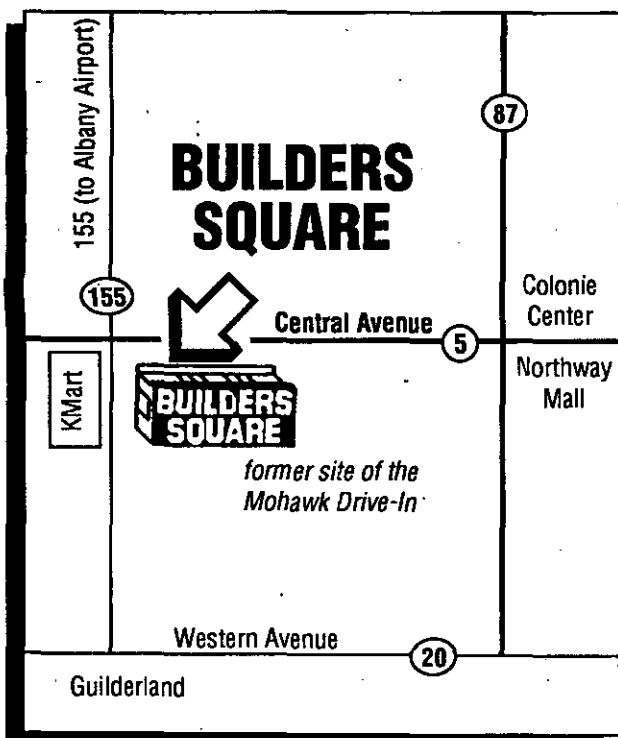 155 (to Albany Airport)
87
BUILDERS
SQUARE
155
Colonie
Center
Central Avenue
5
Northway
Mall
KMart
BUILDERS
SQUARE
former site of the
Mohawk Drive-In
Western Avenue
20
Guilderland